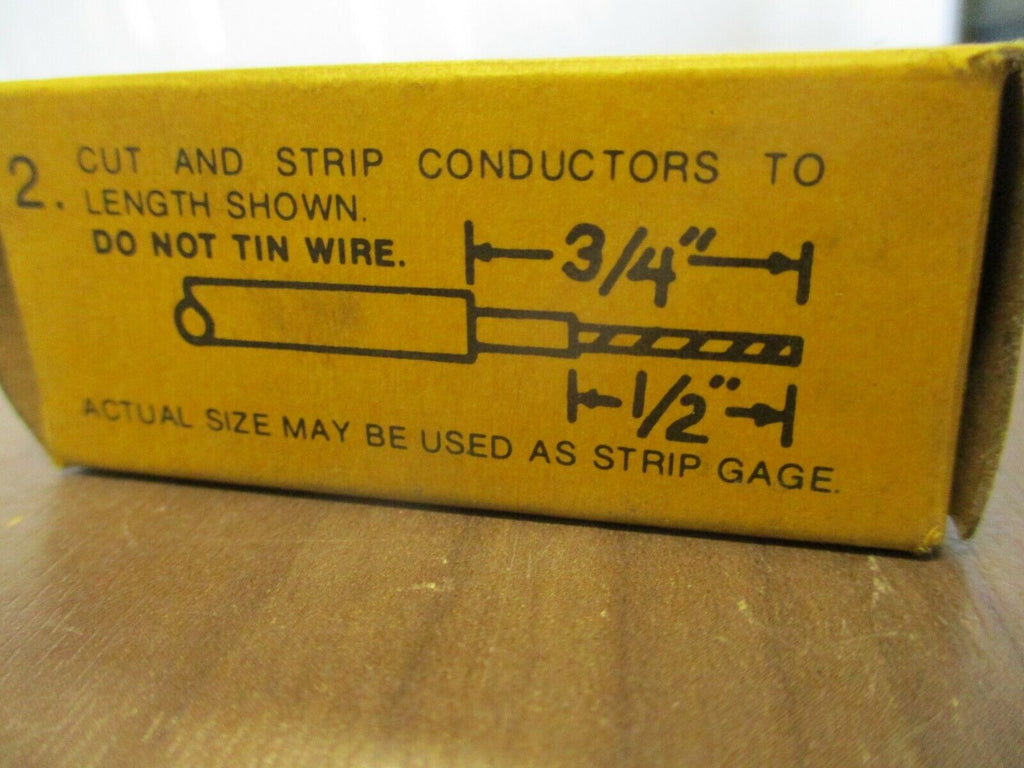 2. CUT AND STRIP CONDUCTORS TO
LENGTH SHOWN.
DO NOT TIN WIRE.
3/4"
1/2"
ACTUAL SIZE MAY BE USED AS STRIP GAGE.